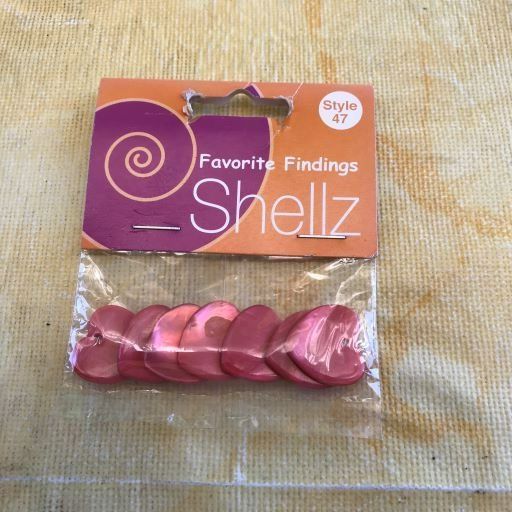 Style
47
Favorite Findings
Shellz